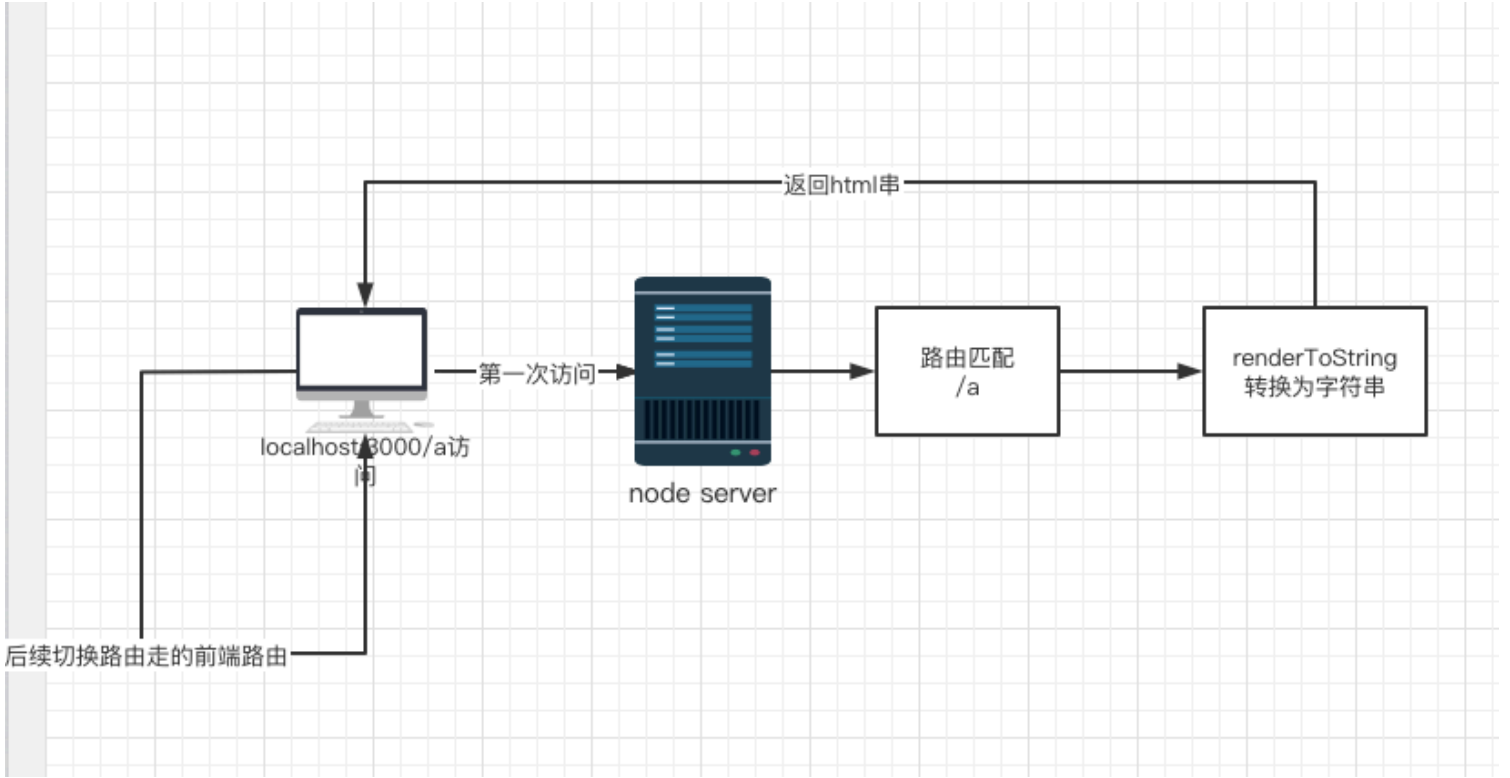 返回html串
第一次访问
路由匹配
/a
renderToString
转换为字符串
localhost:3000/a访
问
node server
后续切换路由走的前端路由